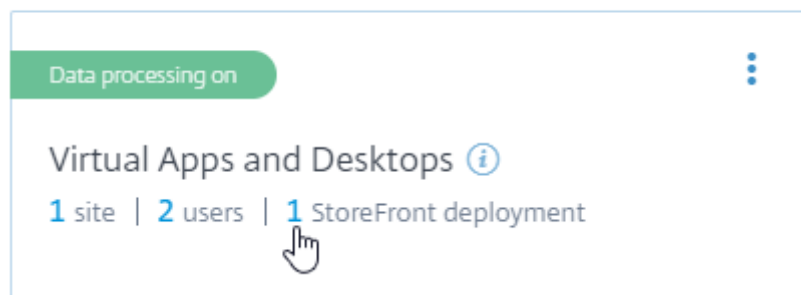 Data processing on
Virtual Apps and Desktops i
1 site | 2 users | 1 StoreFront deployment